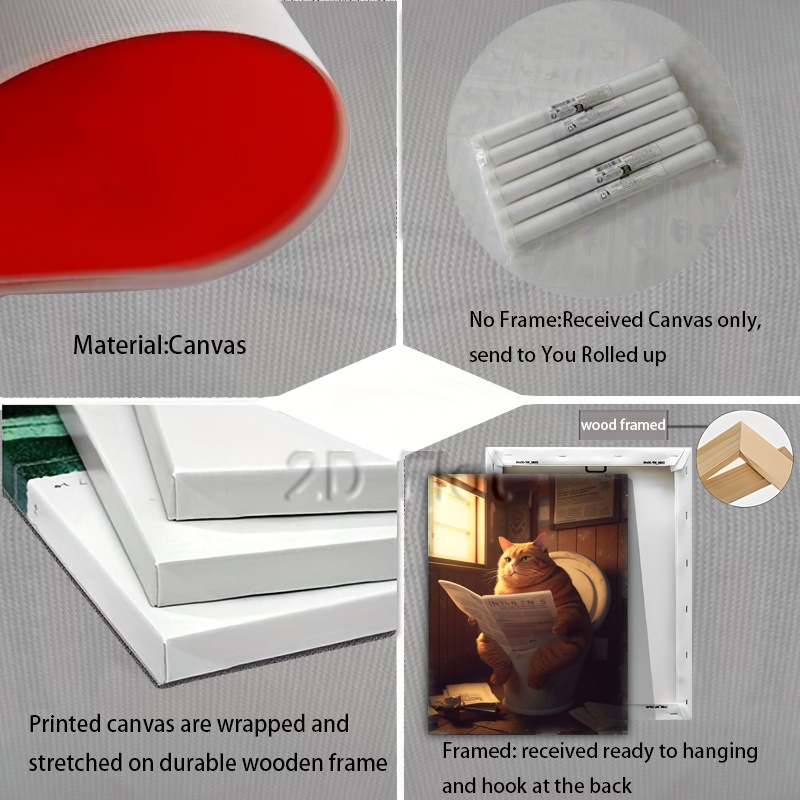 Material:Canvas
No Frame:Received Canvas only,
send to You Rolled up
2D Flat
wood framed
Printed canvas are wrapped and
stretched on durable wooden frame
Framed: received ready to hanging
and hook at the back